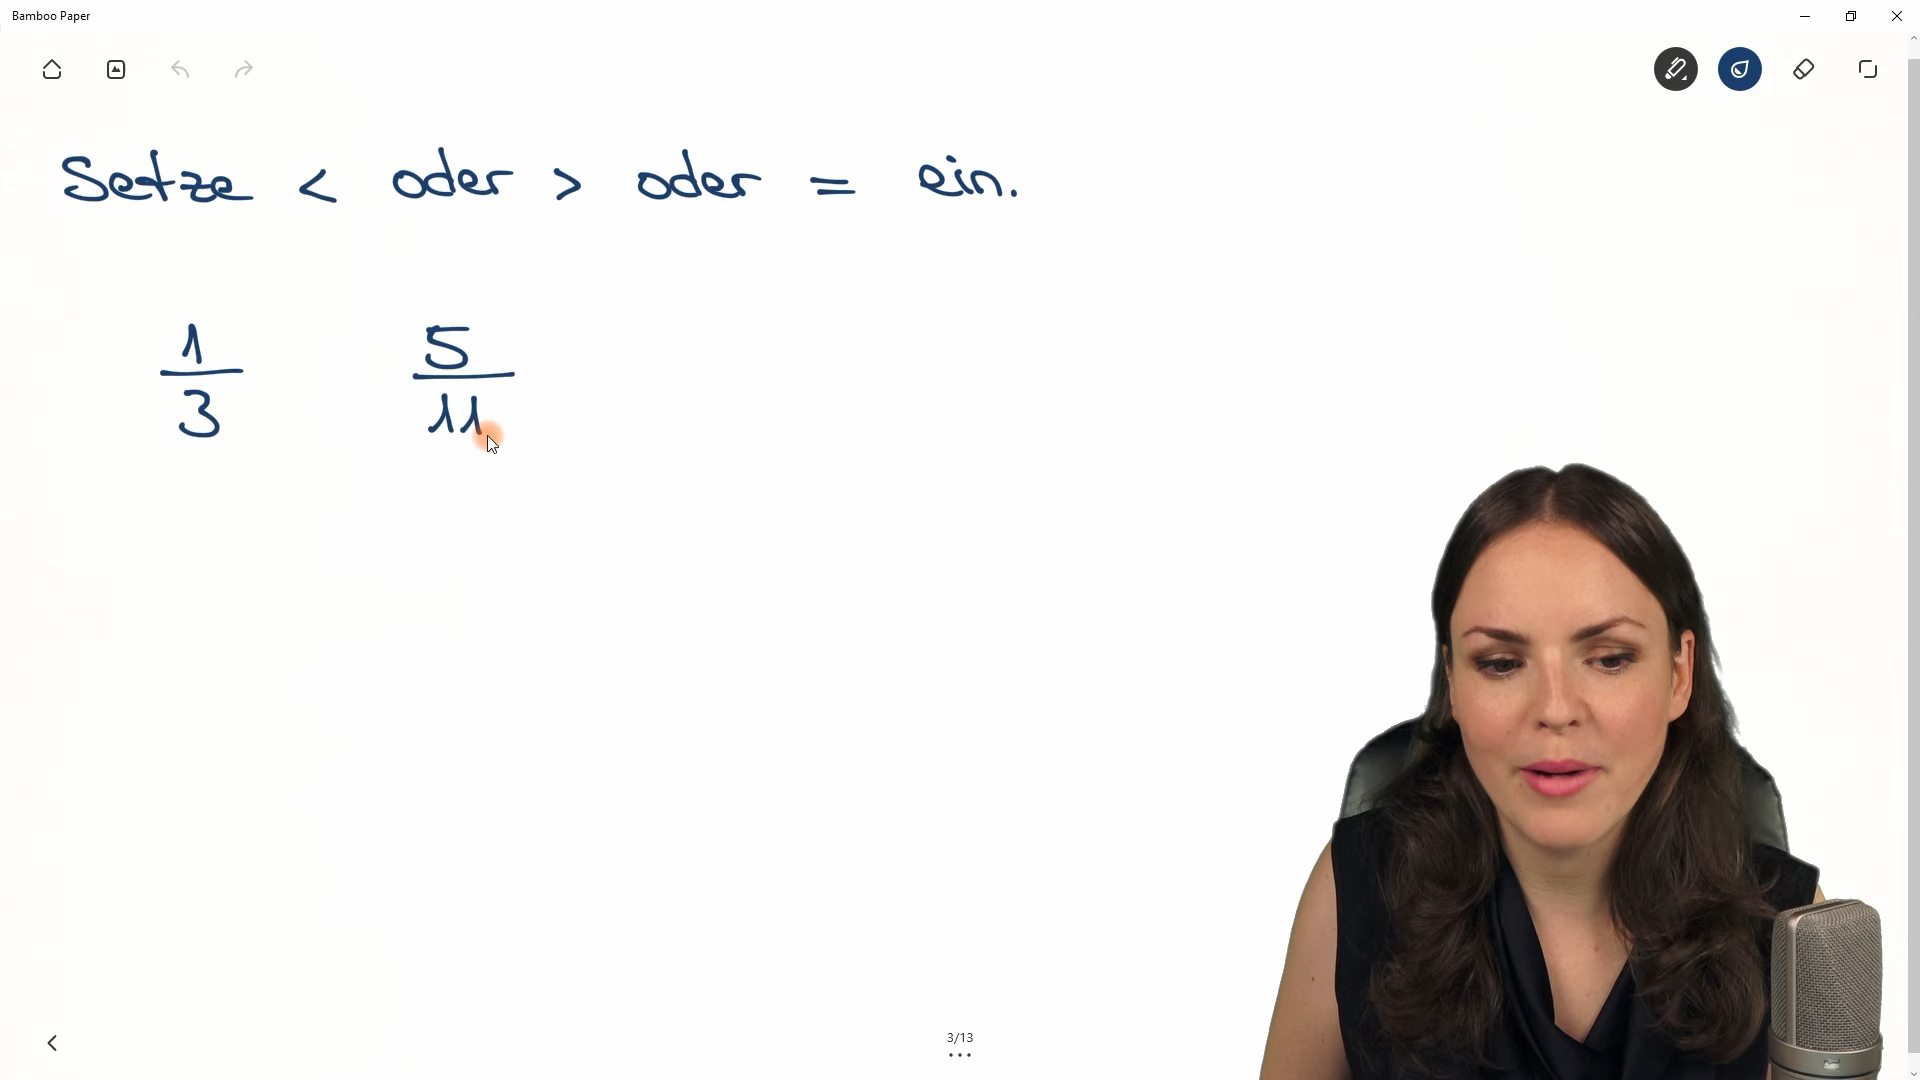 Bamboo Paper
Setze < oder > oder = ein.
1 5
3 11
3/13